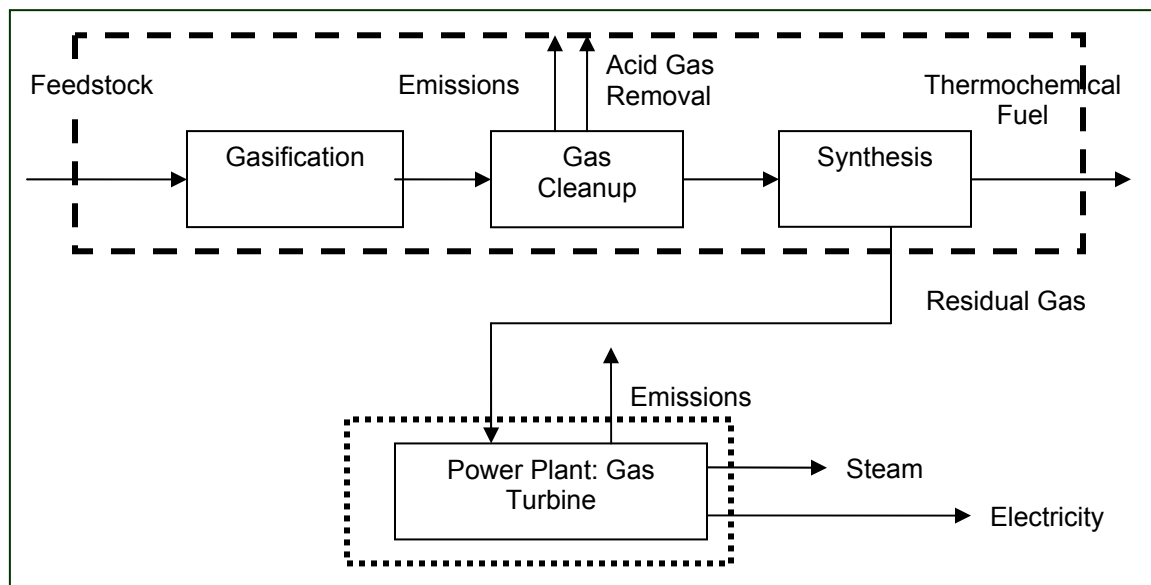 Feedstock
Emissions
Acid Gas
Removal
Thermochemical
Fuel
Gasification
Gas
Cleanup
Synthesis
Residual Gas
Emissions
Power Plant: Gas
Turbine
Steam
Electricity